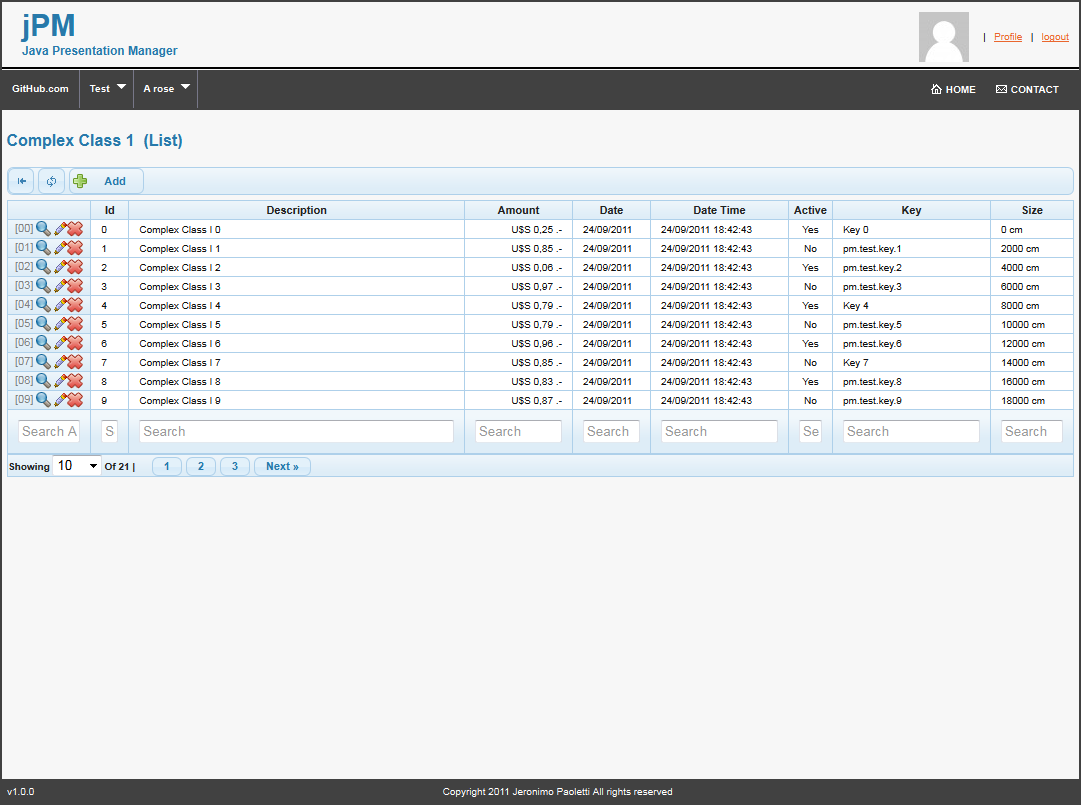 jPM
Java Presentation Manager
| Profile | logout
GitHub.com Test A rose HOME CONTACT
Complex Class 1 (List)
Add
Id Description Amount Date Date Time Active Key Size
[00] 0 Complex Class I 0 U$S 0,25 .- 24/09/2011 24/09/2011 18:42:43 Yes Key 0 0 cm
[01] 1 Complex Class I 1 U$S 0,85 .- 24/09/2011 24/09/2011 18:42:43 No pm.test.key.1 2000 cm
[02] 2 Complex Class I 2 U$S 0,06 .- 24/09/2011 24/09/2011 18:42:43 Yes pm.test.key.2 4000 cm
[03] 3 Complex Class I 3 U$S 0,97 .- 24/09/2011 24/09/2011 18:42:43 No pm.test.key.3 6000 cm
[04] 4 Complex Class I 4 U$S 0,79 .- 24/09/2011 24/09/2011 18:42:43 Yes Key 4 8000 cm
[05] 5 Complex Class I 5 U$S 0,79 .- 24/09/2011 24/09/2011 18:42:43 No pm.test.key.5 10000 cm
[06] 6 Complex Class I 6 U$S 0,96 .- 24/09/2011 24/09/2011 18:42:43 Yes pm.test.key.6 12000 cm
[07] 7 Complex Class I 7 U$S 0,85 .- 24/09/2011 24/09/2011 18:42:43 No Key 7 14000 cm
[08] 8 Complex Class I 8 U$S 0,83 .- 24/09/2011 24/09/2011 18:42:43 Yes pm.test.key.8 16000 cm
[09] 9 Complex Class I 9 U$S 0,87 .- 24/09/2011 24/09/2011 18:42:43 No pm.test.key.9 18000 cm
Search A S Search Search Search Search Se Search Search
Showing 10 Of 21 | 1 2 3 Next »
v1.0.0 Copyright 2011 Jeronimo Paoletti All rights reserved